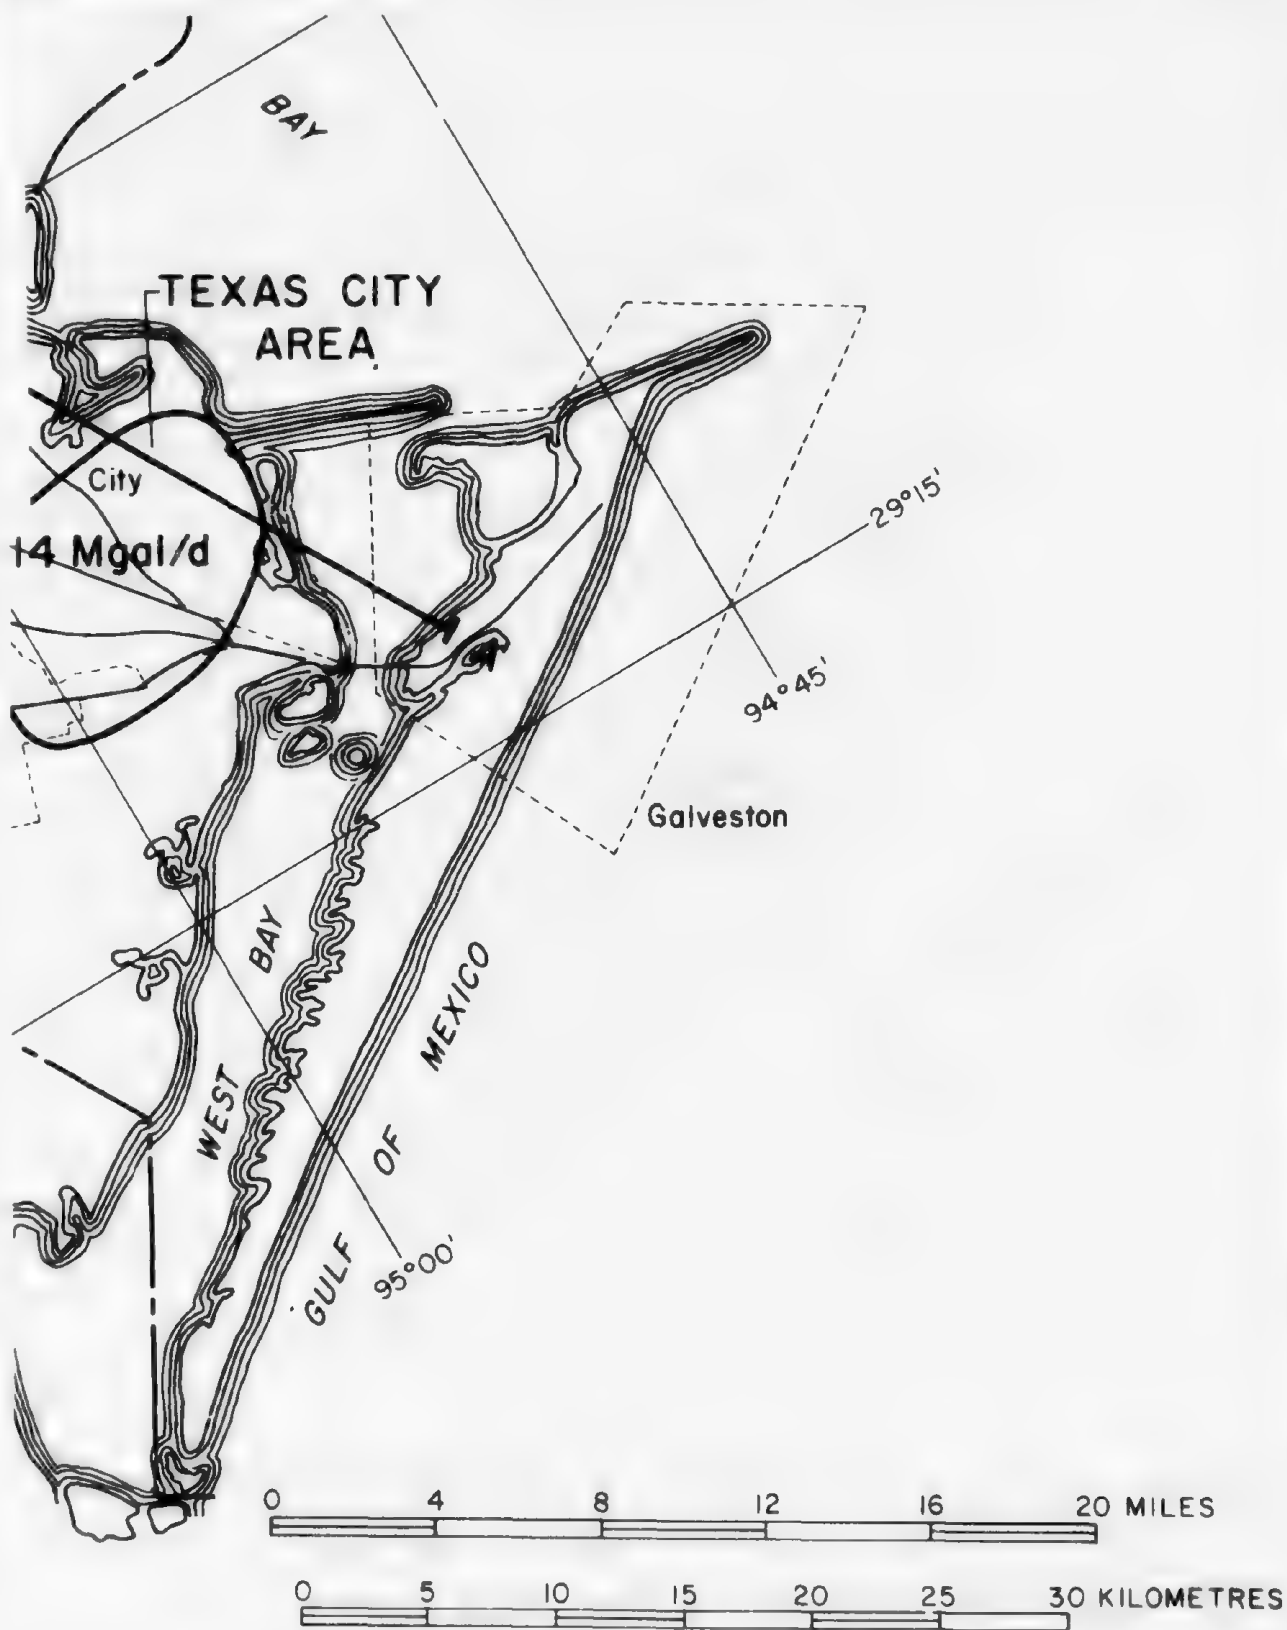 BAY
TEXAS CITY
AREA
City
14 Mgal/d
29°15'
94°45'
Galveston
WEST BAY
GULF OF MEXICO
95°00'
0 4 8 12 16 20 MILES
0 5 10 15 20 25 30 KILOMETRES